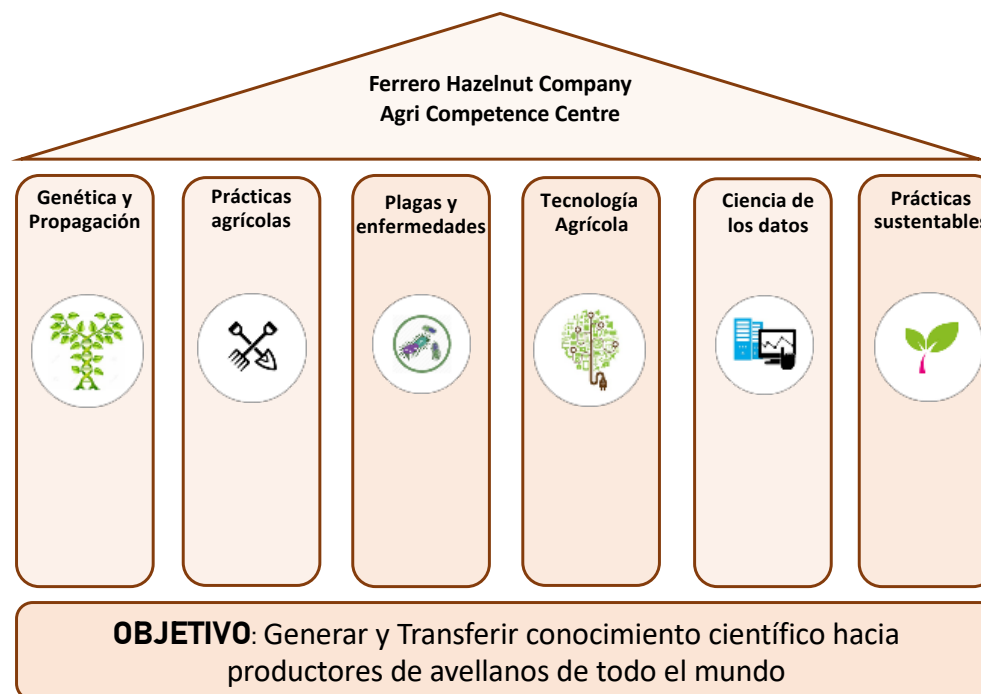 Ferrero Hazelnut Company
Agri Competence Centre
Genética y
Propagación
Prácticas
agrícolas
Plagas y
enfermedades
Tecnología
Agrícola
Ciencia de
los datos
Prácticas
sustentables
OBJETIVO: Generar y Transferir conocimiento científico hacia
productores de avellanos de todo el mundo